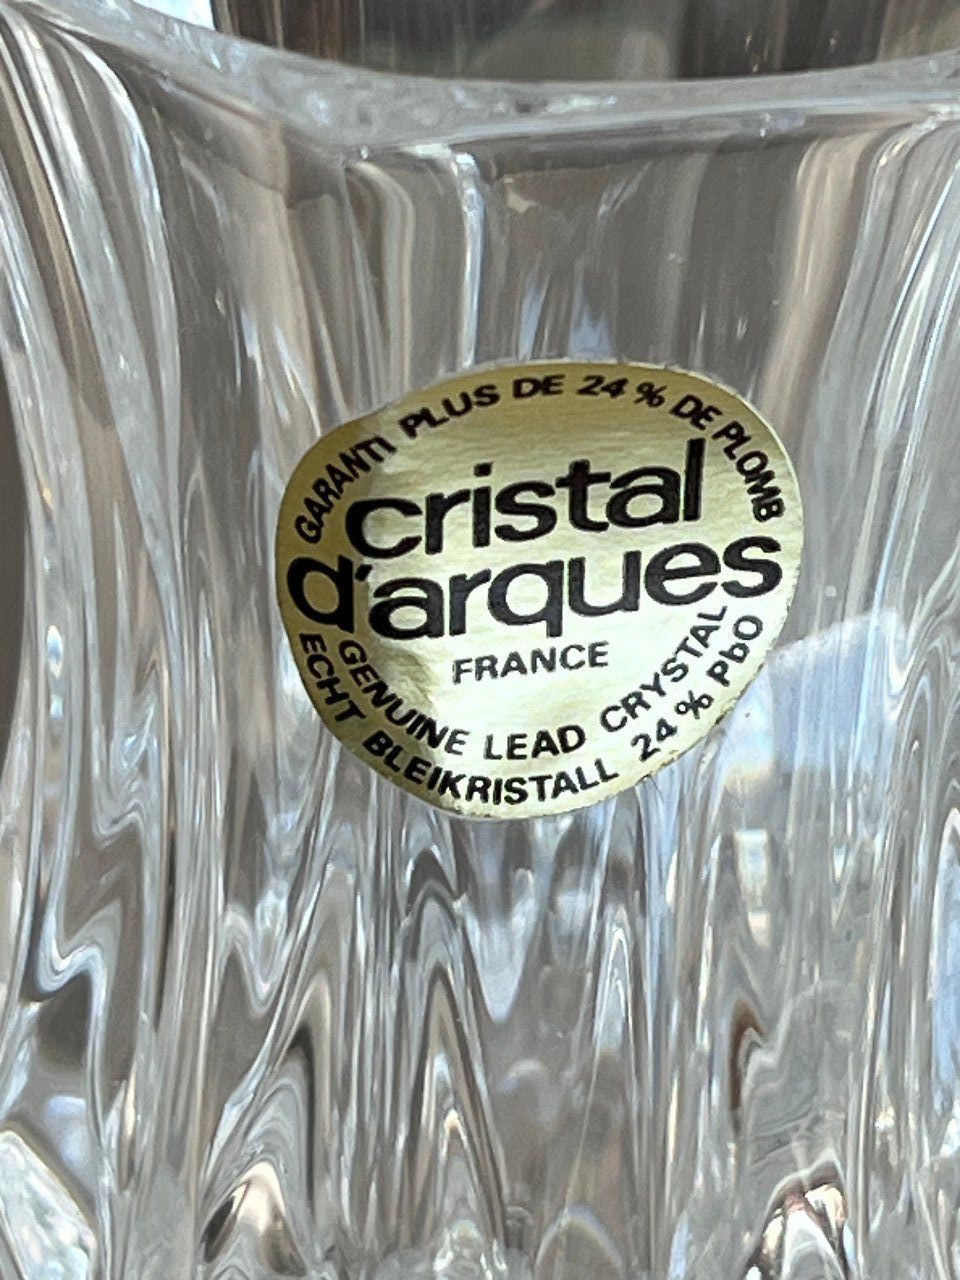 GARANTI PLUS DE 24 % DE PLOMB
cristal
d'arques
FRANCE
GENUINE LEAD CRYSTAL
ECHT BLEIKRISTALL 24 % PbO